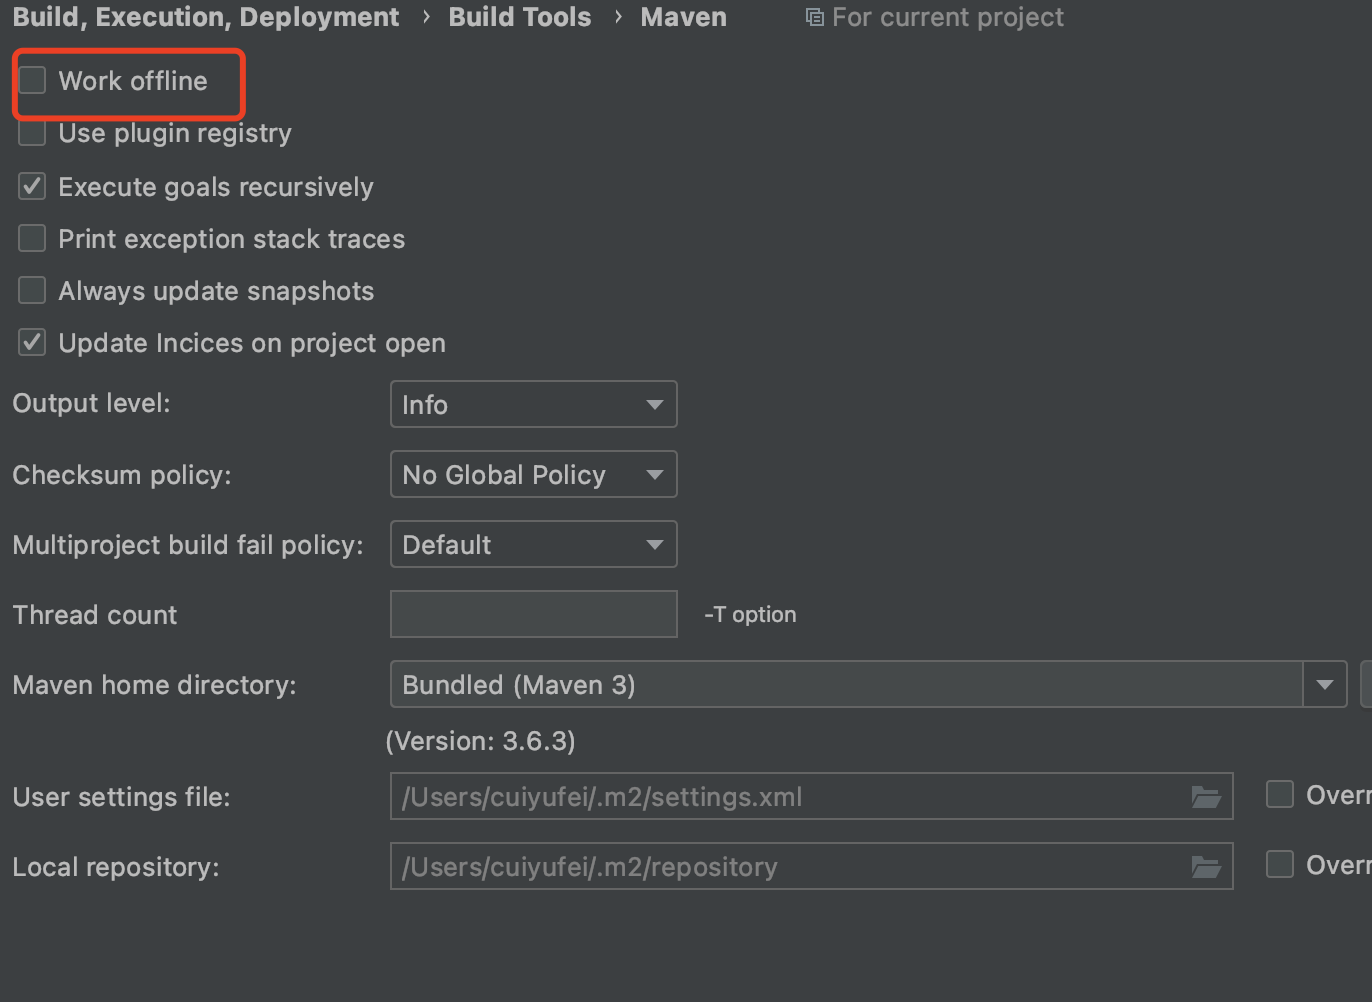 Build, Execution, Deployment › Build Tools › Maven For current project
Work offline
Use plugin registry
Execute goals recursively
Print exception stack traces
Always update snapshots
Update Incices on project open
Output level: Info
Checksum policy: No Global Policy
Multiproject build fail policy: Default
Thread count -T option
Maven home directory: Bundled (Maven 3)
(Version: 3.6.3)
User settings file: /Users/cuiyufei/.m2/settings.xml
Local repository: /Users/cuiyufei/.m2/repository